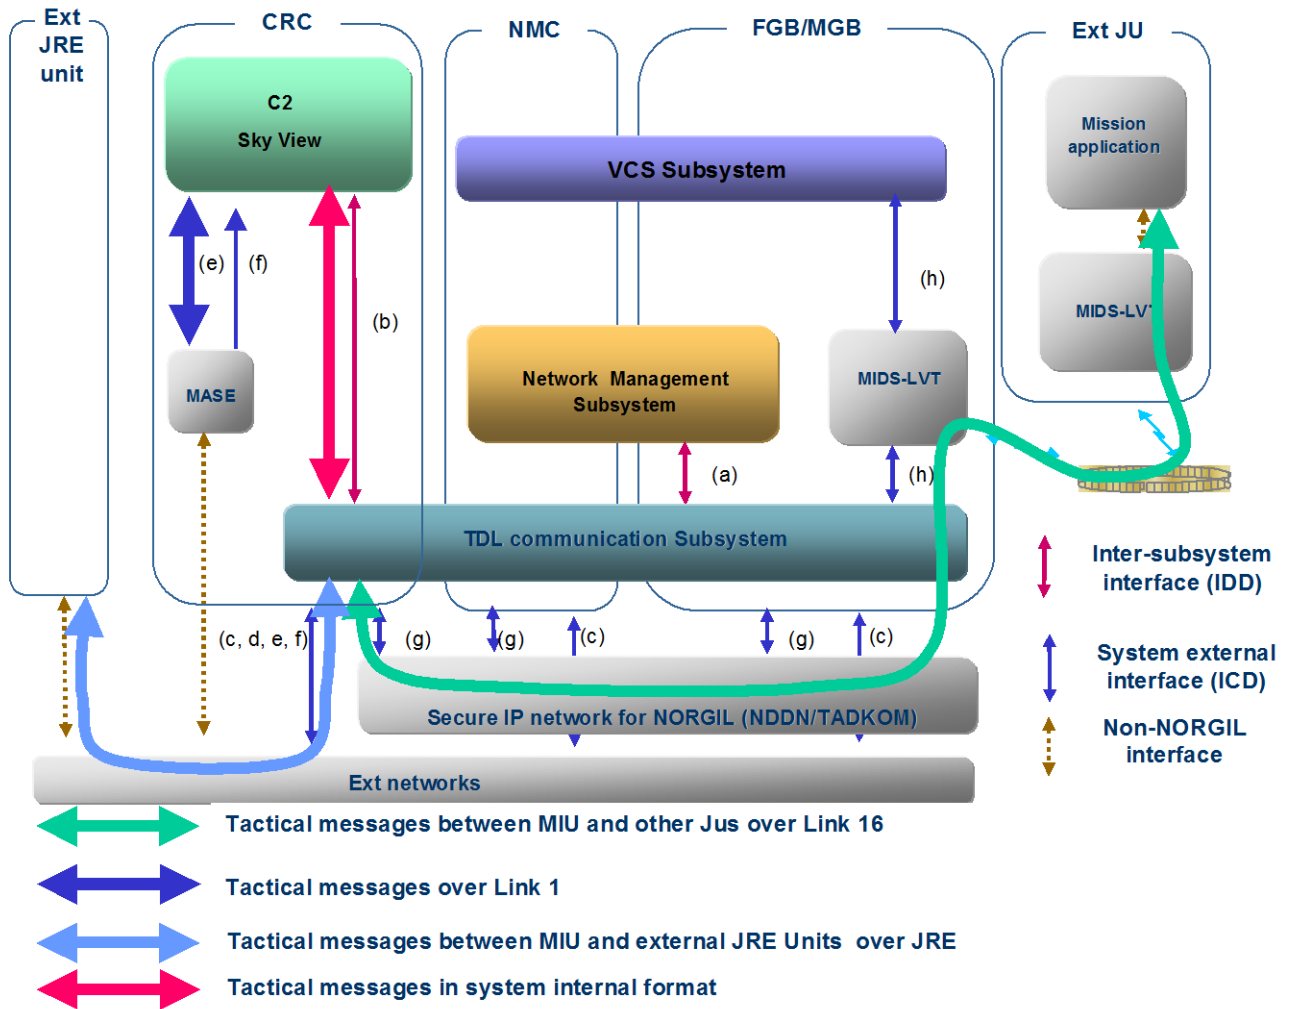 Ext
JRE
unit
CRC
NMC
FGB/MGB
Ext JU
C2
Sky View
VCS Subsystem
Mission
application
(e)
(f)
(b)
(h)
MIDS-LVT
MASE
Network Management
Subsystem
MIDS-LVT
(a)
(h)
TDL communication Subsystem
Inter-subsystem
interface (IDD)
(c, d, e, f)
(g)
(g)
(c)
(g)
(c)
System external
interface (ICD)
Secure IP network for NORGIL (NDDN/TADKOM)
Non-NORGIL
interface
Ext networks
Tactical messages between MIU and other Jus over Link 16
Tactical messages over Link 1
Tactical messages between MIU and external JRE Units over JRE
Tactical messages in system internal format